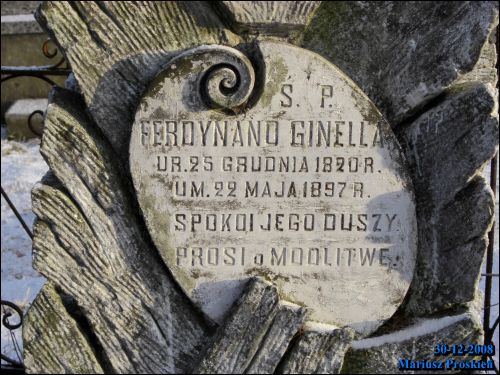 Ś. P.
FERDYNAND GINELLA
UR. 25 GRUDNIA 1820 R.
UM. 22 MAJA 1897 R.
SPOKOI JEGO DUSZY
PROSI o MODLITWE
30-12-2008
Mariusz Proskień